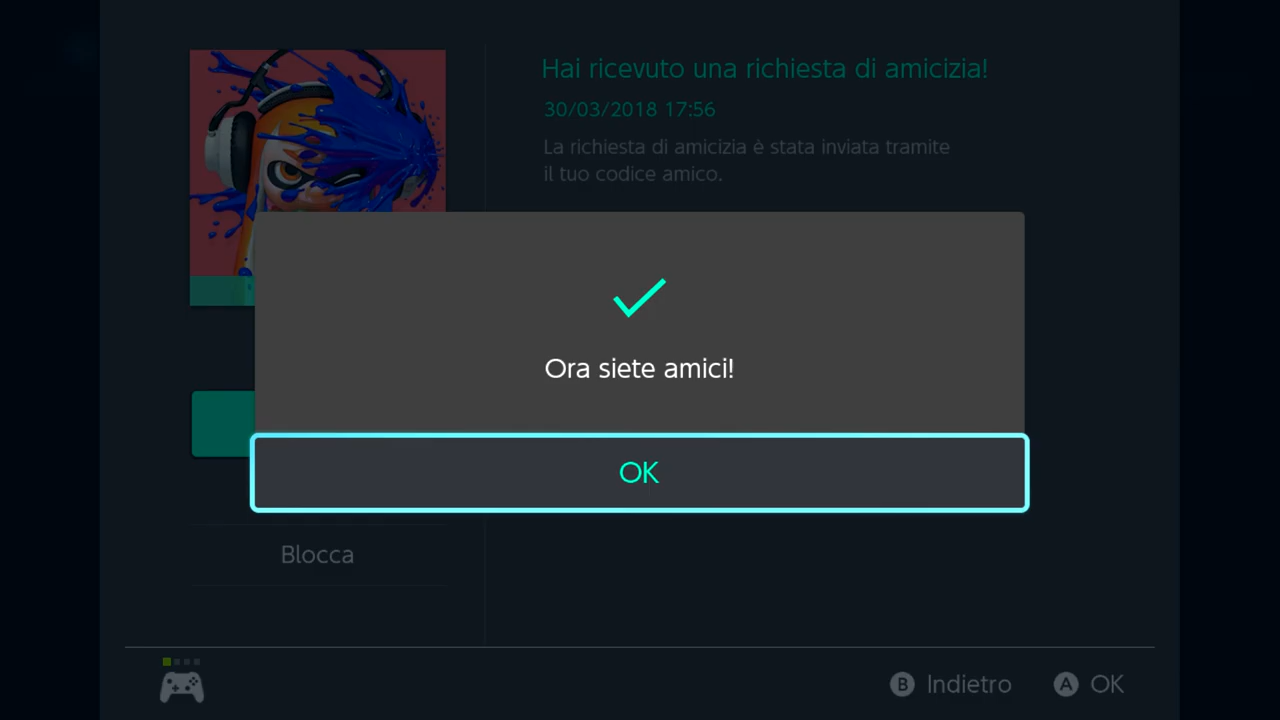 Hai ricevuto una richiesta di amicizia!
30/03/2018 17:56
La richiesta di amicizia è stata inviata tramite
il tuo codice amico.
Ora siete amici!
OK
Blocca
B Indietro A OK